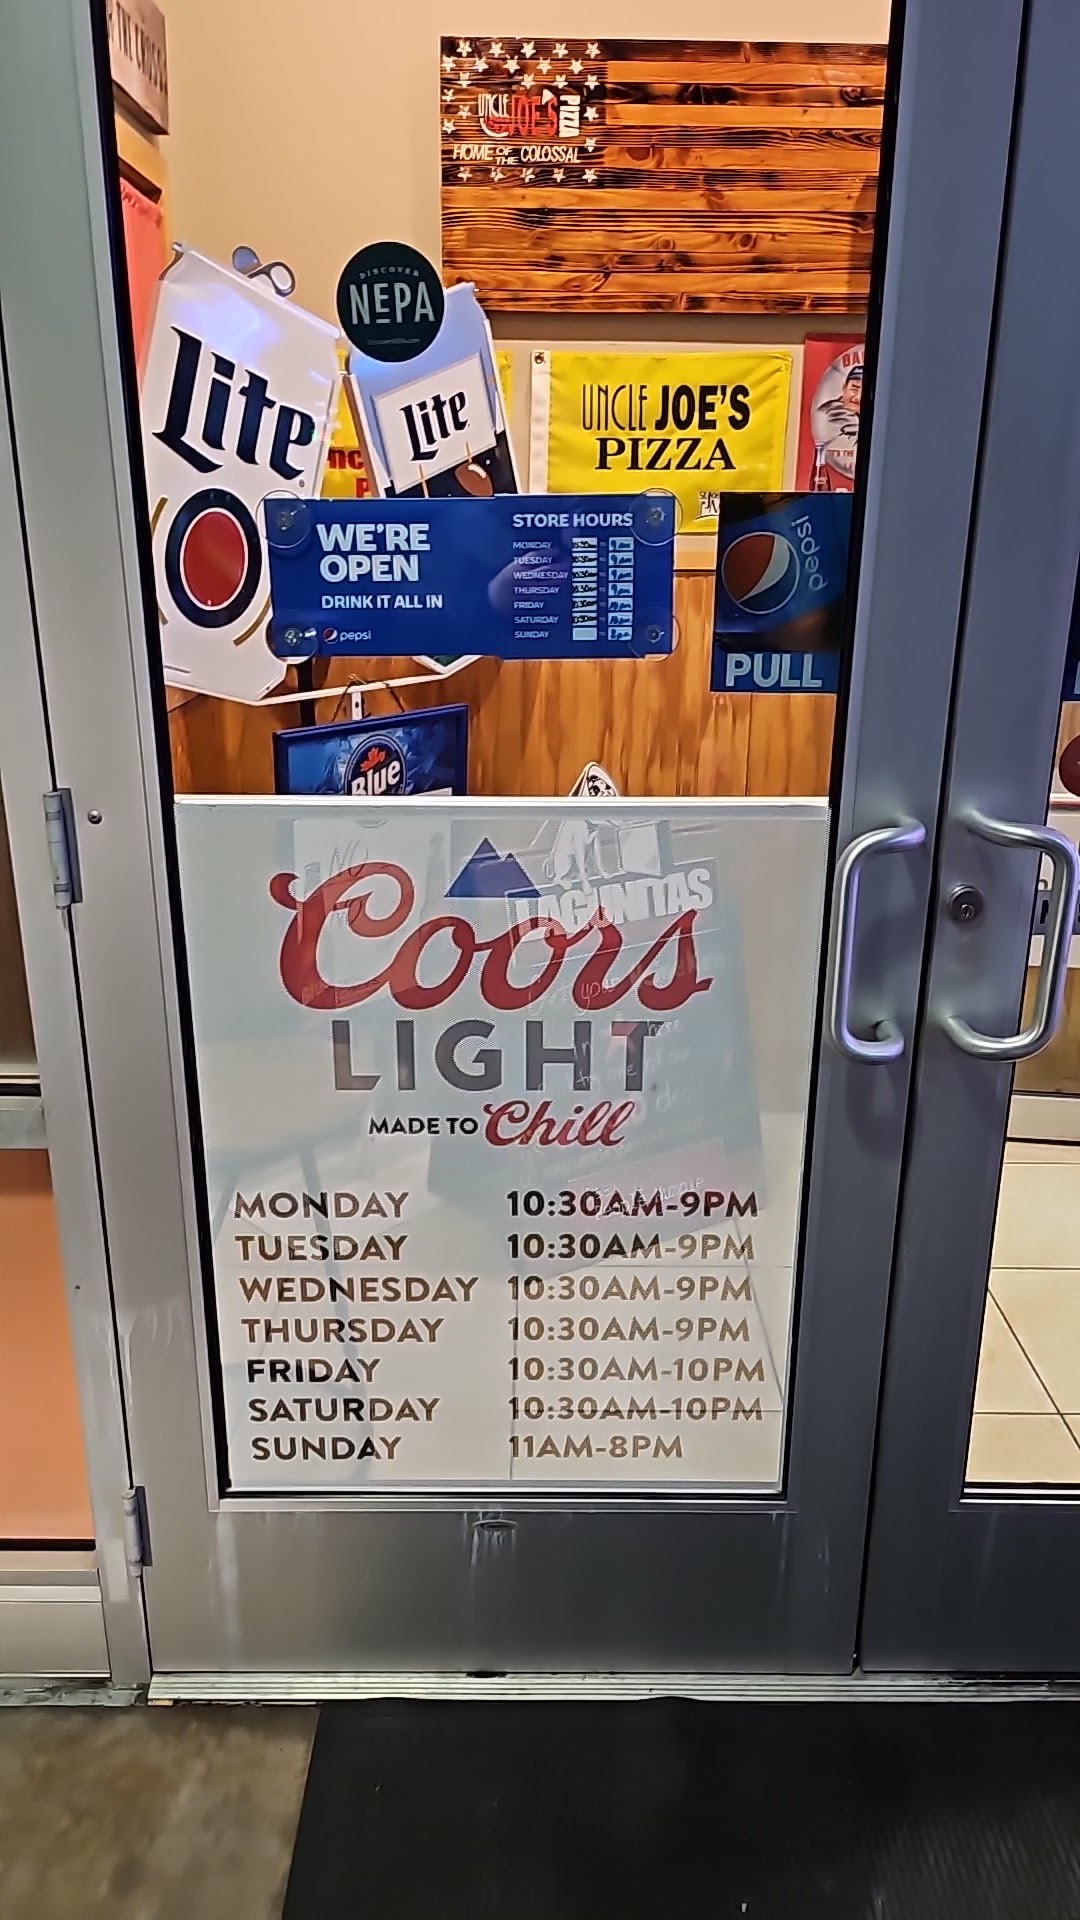 THE CROSS
UNCLE JOE'S PIZZA
HOME OF THE COLOSSAL
DISCOVER
NEPA
Lite
Lite
UNCLE JOE'S
PIZZA
WE'RE
OPEN
DRINK IT ALL IN
pepsi
STORE HOURS
MONDAY
TUESDAY
WEDNESDAY
THURSDAY
FRIDAY
SATURDAY
SUNDAY
pepsi
PULL
Blue
NO
LAGUNITAS
Coors
LIGHT
MADE TO Chill
MONDAY 10:30AM-9PM
TUESDAY 10:30AM-9PM
WEDNESDAY 10:30AM-9PM
THURSDAY 10:30AM-9PM
FRIDAY 10:30AM-10PM
SATURDAY 10:30AM-10PM
SUNDAY 11AM-8PM